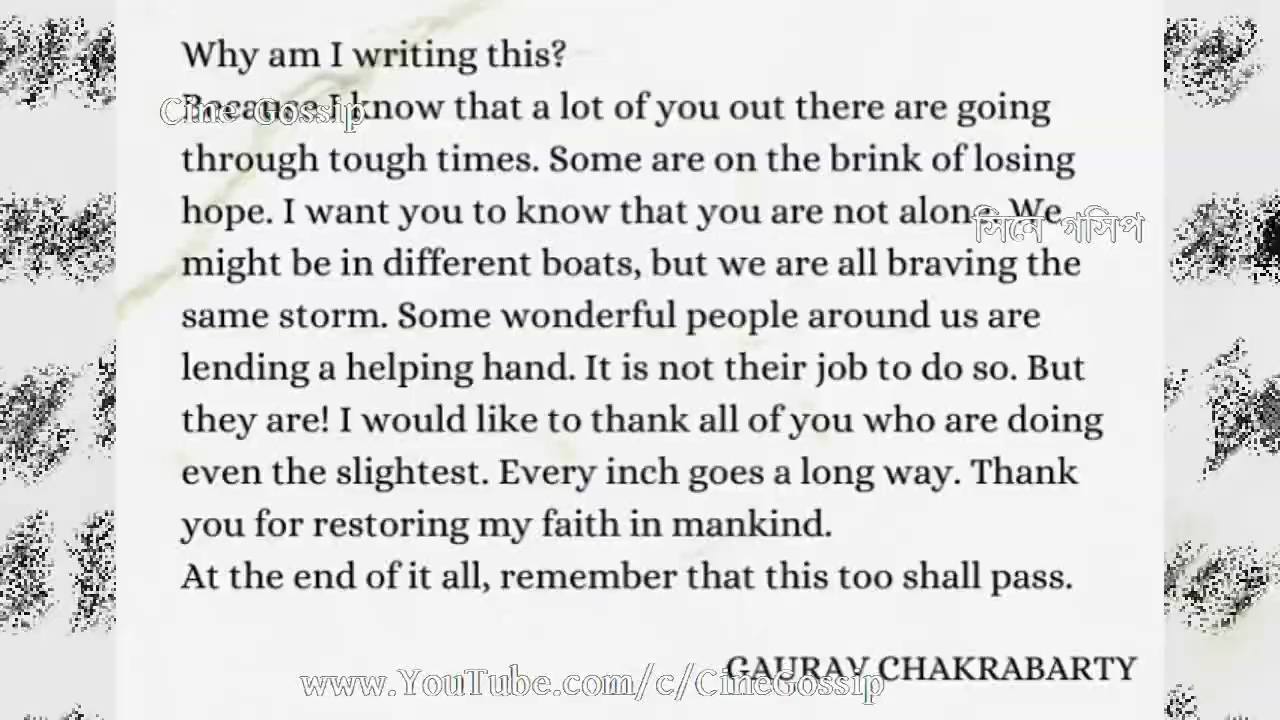 Why am I writing this?
Because I know that a lot of you out there are going
Cine Gossip
through tough times. Some are on the brink of losing
hope. I want you to know that you are not alone. We
সিনে গসিপ
might be in different boats, but we are all braving the
same storm. Some wonderful people around us are
lending a helping hand. It is not their job to do so. But
they are! I would like to thank all of you who are doing
even the slightest. Every inch goes a long way. Thank
you for restoring my faith in mankind.
At the end of it all, remember that this too shall pass.
GAURAV CHAKRABARTY
www.YouTube.com/c/CineGossip